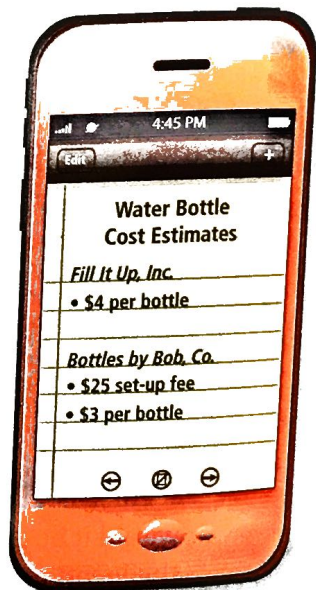 4:45 PM
Edit +
Water Bottle
Cost Estimates
Fill It Up, Inc.
• $4 per bottle
Bottles by Bob, Co.
• $25 set-up fee
• $3 per bottle